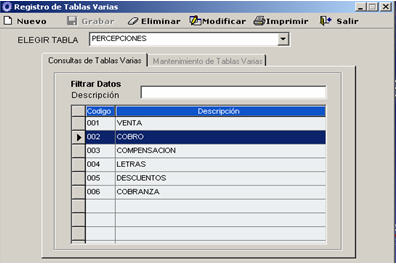 Registro de Tablas Varias
Nuevo Grabar Eliminar Modificar Imprimir Salir
ELEGIR TABLA PERCEPCIONES
Consultas de Tablas Varias Mantenimiento de Tablas Varias
Filtrar Datos
Descripción
Codigo Descripción
001 VENTA
002 COBRO
003 COMPENSACION
004 LETRAS
005 DESCUENTOS
006 COBRANZA